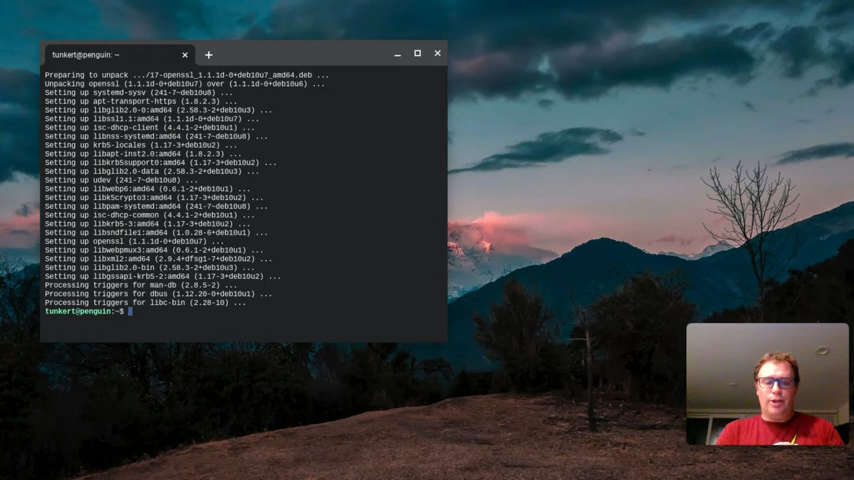 tunkert@penguin: ~
Preparing to unpack .../17-openssl_1.1.1d-0+deb10u7_amd64.deb ...
Unpacking openssl (1.1.1d-0+deb10u7) over (1.1.1d-0+deb10u6) ...
Setting up systemd-sysv (241-7~deb10u8) ...
Setting up apt-transport-https (1.8.2.3) ...
Setting up libglib2.0-0:amd64 (2.58.3-2+deb10u3) ...
Setting up libssl1.1:amd64 (1.1.1d-0+deb10u7) ...
Setting up isc-dhcp-client (4.4.1-2+deb10u1) ...
Setting up libnss-systemd:amd64 (241-7~deb10u8) ...
Setting up krb5-locales (1.17-3+deb10u2) ...
Setting up libapt-inst2.0:amd64 (1.8.2.3) ...
Setting up libkrb5support0:amd64 (1.17-3+deb10u2) ...
Setting up libglib2.0-data (2.58.3-2+deb10u3) ...
Setting up udev (241-7~deb10u8) ...
Setting up libwebp6:amd64 (0.6.1-2+deb10u1) ...
Setting up libk5crypto3:amd64 (1.17-3+deb10u2) ...
Setting up libpam-systemd:amd64 (241-7~deb10u8) ...
Setting up isc-dhcp-common (4.4.1-2+deb10u1) ...
Setting up libkrb5-3:amd64 (1.17-3+deb10u2) ...
Setting up libsndfile1:amd64 (1.0.28-6+deb10u1) ...
Setting up openssl (1.1.1d-0+deb10u7) ...
Setting up libwebpmux3:amd64 (0.6.1-2+deb10u1) ...
Setting up libxml2:amd64 (2.9.4+dfsg1-7+deb10u2) ...
Setting up libglib2.0-bin (2.58.3-2+deb10u3) ...
Setting up libgssapi-krb5-2:amd64 (1.17-3+deb10u2) ...
Processing triggers for man-db (2.8.5-2) ...
Processing triggers for dbus (1.12.20-0+deb10u1) ...
Processing triggers for libc-bin (2.28-10) ...
tunkert@penguin:~$